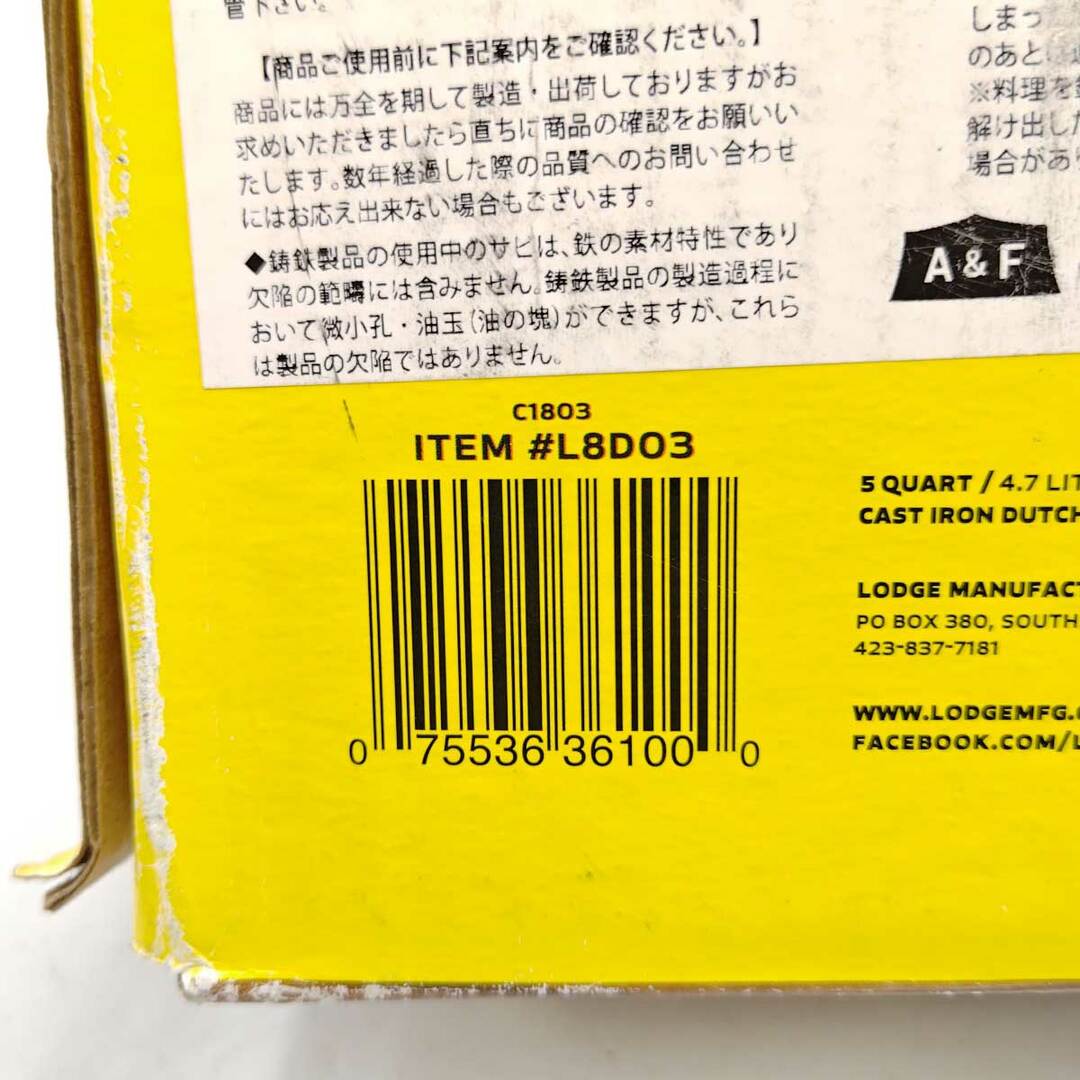 管下さい。
【商品ご使用前に下記案内をご確認ください。】
商品には万全を期して製造・出荷しておりますがお
求めいただきましたら直ちに商品の確認をお願いい
たします。数年経過した際の品質へのお問い合わせ
にはお応え出来ない場合もございます。
◆鋳鉄製品の使用中のサビは、鉄の素材特性であり
欠陥の範疇には含みません。鋳鉄製品の製造過程に
おいて微小孔・油玉(油の塊)ができますが、これら
は製品の欠陥ではありません。
しまっ
のあと
※料理を
解け出した
場合があり
A & F
C1803
ITEM #L8DO3
0 75536 36100 0
5 QUART / 4.7 LIT
CAST IRON DUTCH
LODGE MANUFACT
PO BOX 380, SOUTH
423-837-7181
WWW.LODGEMFG.
FACEBOOK.COM/L